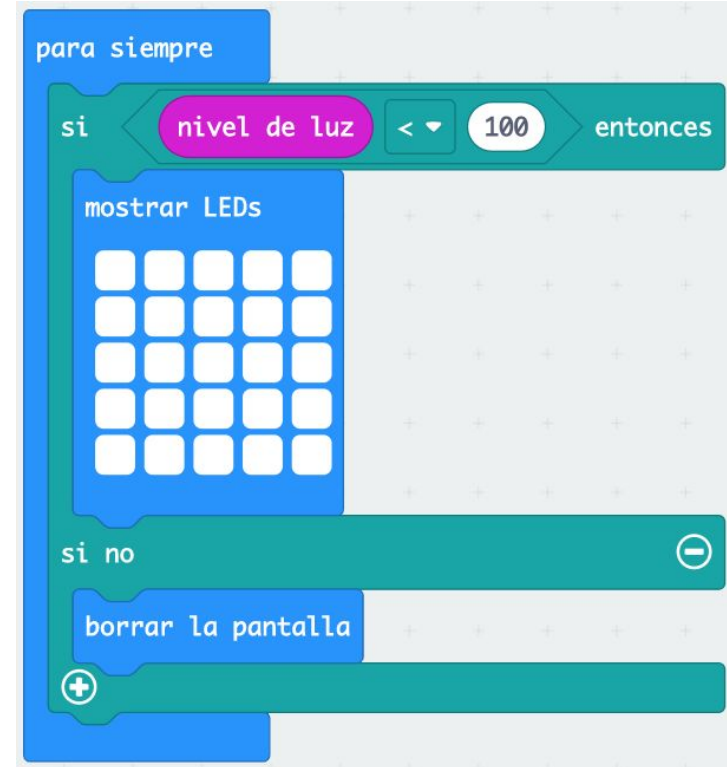 para siempre
si nivel de luz < 100 entonces
mostrar LEDs
si no
borrar la pantalla